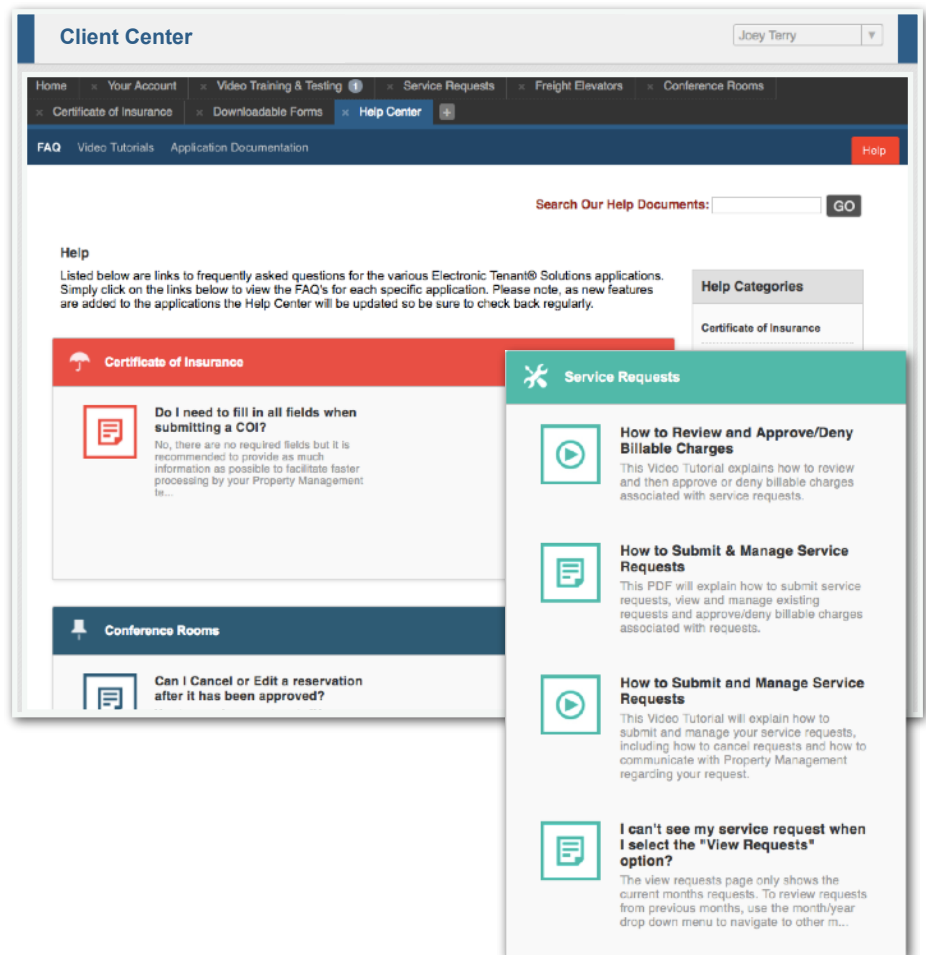 Client Center
Joey Terry
Home × Your Account × Video Training & Testing 1 × Service Requests × Freight Elevators × Conference Rooms
× Certificate of Insurance × Downloadable Forms × Help Center +
FAQ Video Tutorials Application Documentation
Help
Search Our Help Documents: GO
Help
Listed below are links to frequently asked questions for the various Electronic Tenant® Solutions applications.
Simply click on the links below to view the FAQ's for each specific application. Please note, as new features
are added to the applications the Help Center will be updated so be sure to check back regularly.
Help Categories
Certificate of Insurance
Certificate of Insurance
Do I need to fill in all fields when
submitting a COI?
No, there are no required fields but it is
recommended to provide as much
information as possible to facilitate faster
processing by your Property Management
te...
Conference Rooms
Can I Cancel or Edit a reservation
after it has been approved?
Service Requests
How to Review and Approve/Deny
Billable Charges
This Video Tutorial explains how to review
and then approve or deny billable charges
associated with service requests.
How to Submit & Manage Service
Requests
This PDF will explain how to submit service
requests, view and manage existing
requests and approve/deny billable charges
associated with requests.
How to Submit and Manage Service
Requests
This Video Tutorial will explain how to
submit and manage your service requests,
including how to cancel requests and how to
communicate with Property Management
regarding your request.
I can't see my service request when
I select the "View Requests"
option?
The view requests page only shows the
current months requests. To review requests
from previous months, use the month/year
drop down menu to navigate to other m...